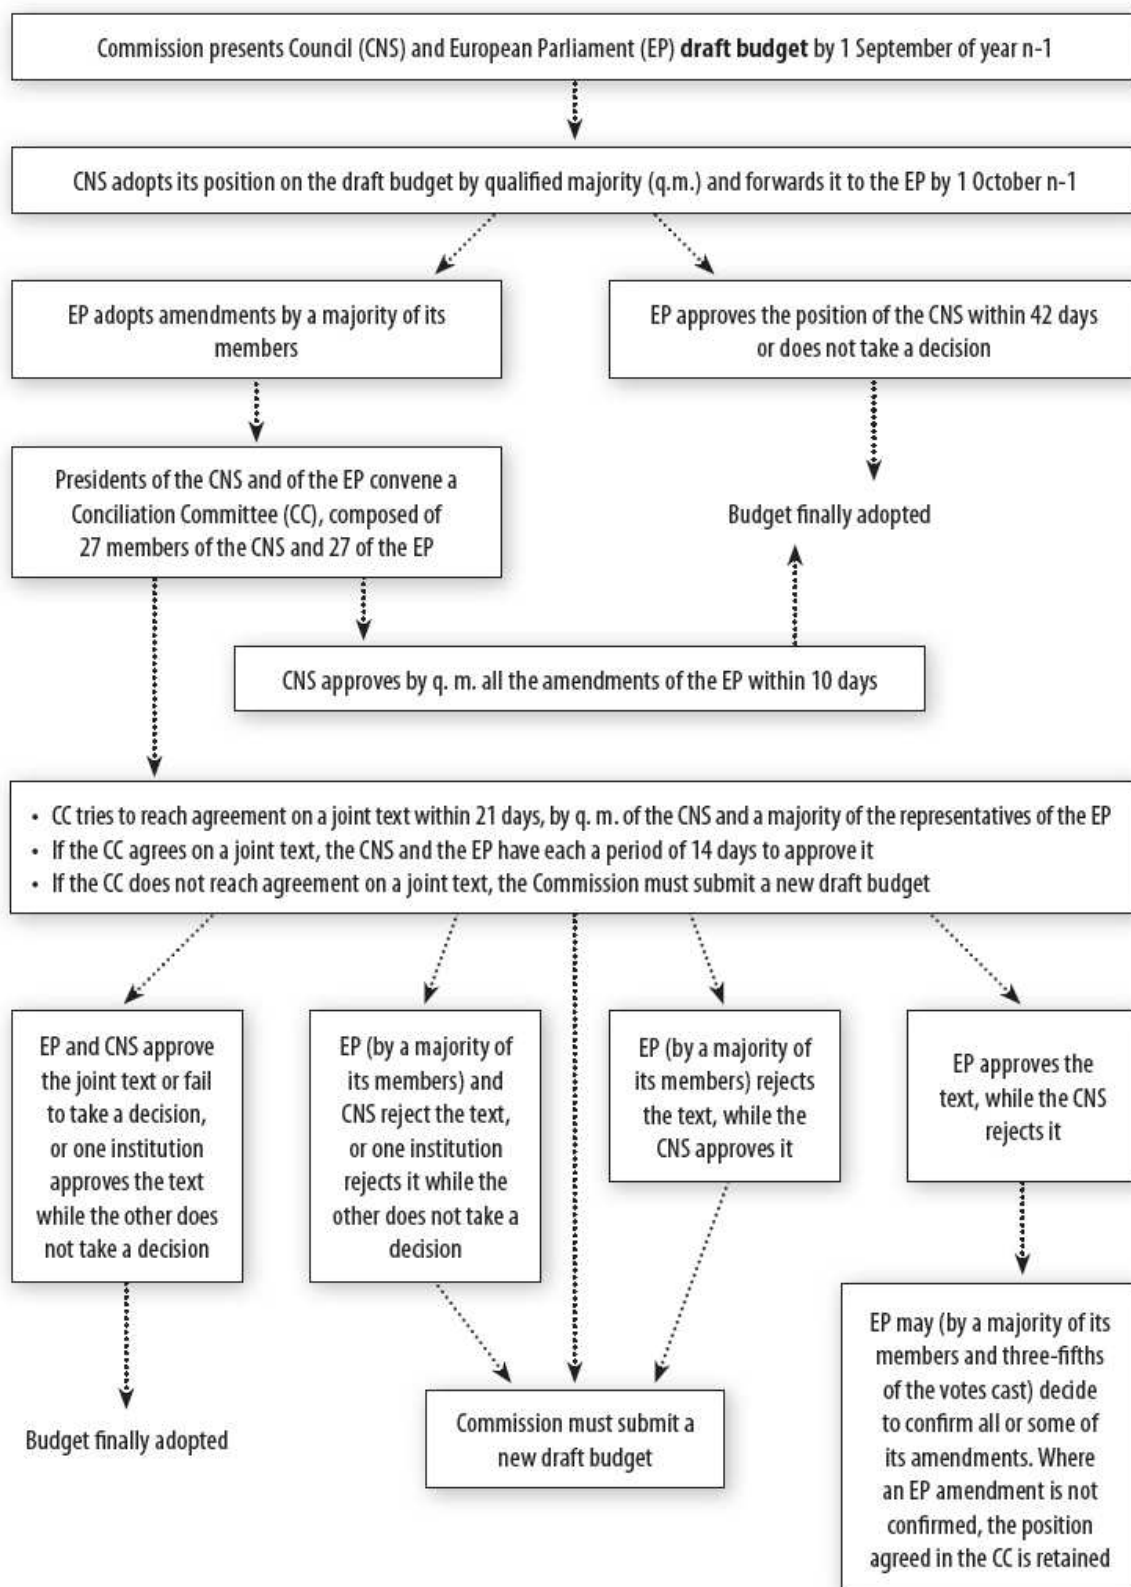 Commission presents Council (CNS) and European Parliament (EP) draft budget by 1 September of year n-1
CNS adopts its position on the draft budget by qualified majority (q.m.) and forwards it to the EP by 1 October n-1
EP adopts amendments by a majority of its
members
EP approves the position of the CNS within 42 days
or does not take a decision
Presidents of the CNS and of the EP convene a
Conciliation Committee (CC), composed of
27 members of the CNS and 27 of the EP
Budget finally adopted
CNS approves by q. m. all the amendments of the EP within 10 days
• CC tries to reach agreement on a joint text within 21 days, by q. m. of the CNS and a majority of the representatives of the EP
• If the CC agrees on a joint text, the CNS and the EP have each a period of 14 days to approve it
• If the CC does not reach agreement on a joint text, the Commission must submit a new draft budget
EP and CNS approve
the joint text or fail
to take a decision,
or one institution
approves the text
while the other does
not take a decision
EP (by a majority of
its members) and
CNS reject the text,
or one institution
rejects it while the
other does not take a
decision
EP (by a majority of
its members) rejects
the text, while the
CNS approves it
EP approves the
text, while the CNS
rejects it
Budget finally adopted
Commission must submit a
new draft budget
EP may (by a majority of its
members and three-fifths
of the votes cast) decide
to confirm all or some of
its amendments. Where
an EP amendment is not
confirmed, the position
agreed in the CC is retained